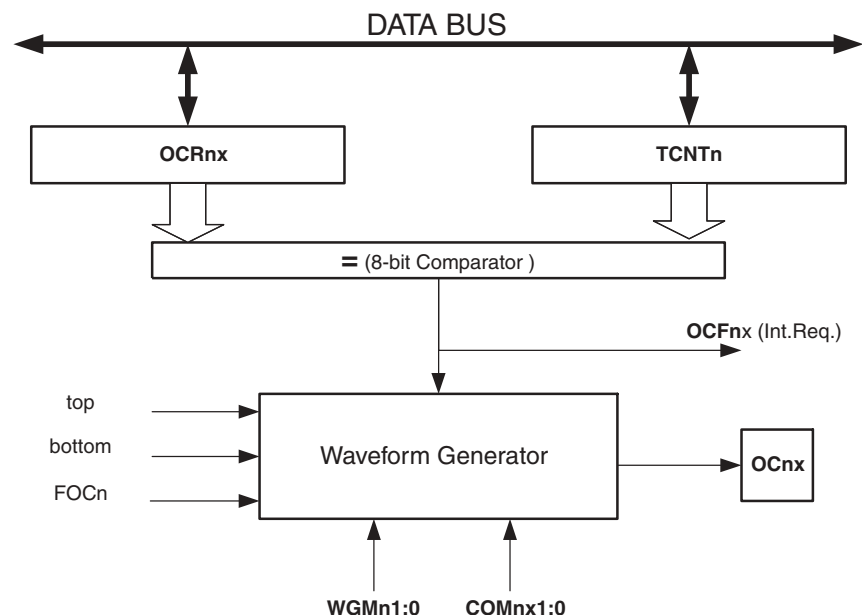 DATA BUS
OCRnx
TCNTn
= (8-bit Comparator )
OCFnx (Int.Req.)
top
bottom
FOCn
Waveform Generator
OCnx
WGMn1:0
COMnx1:0